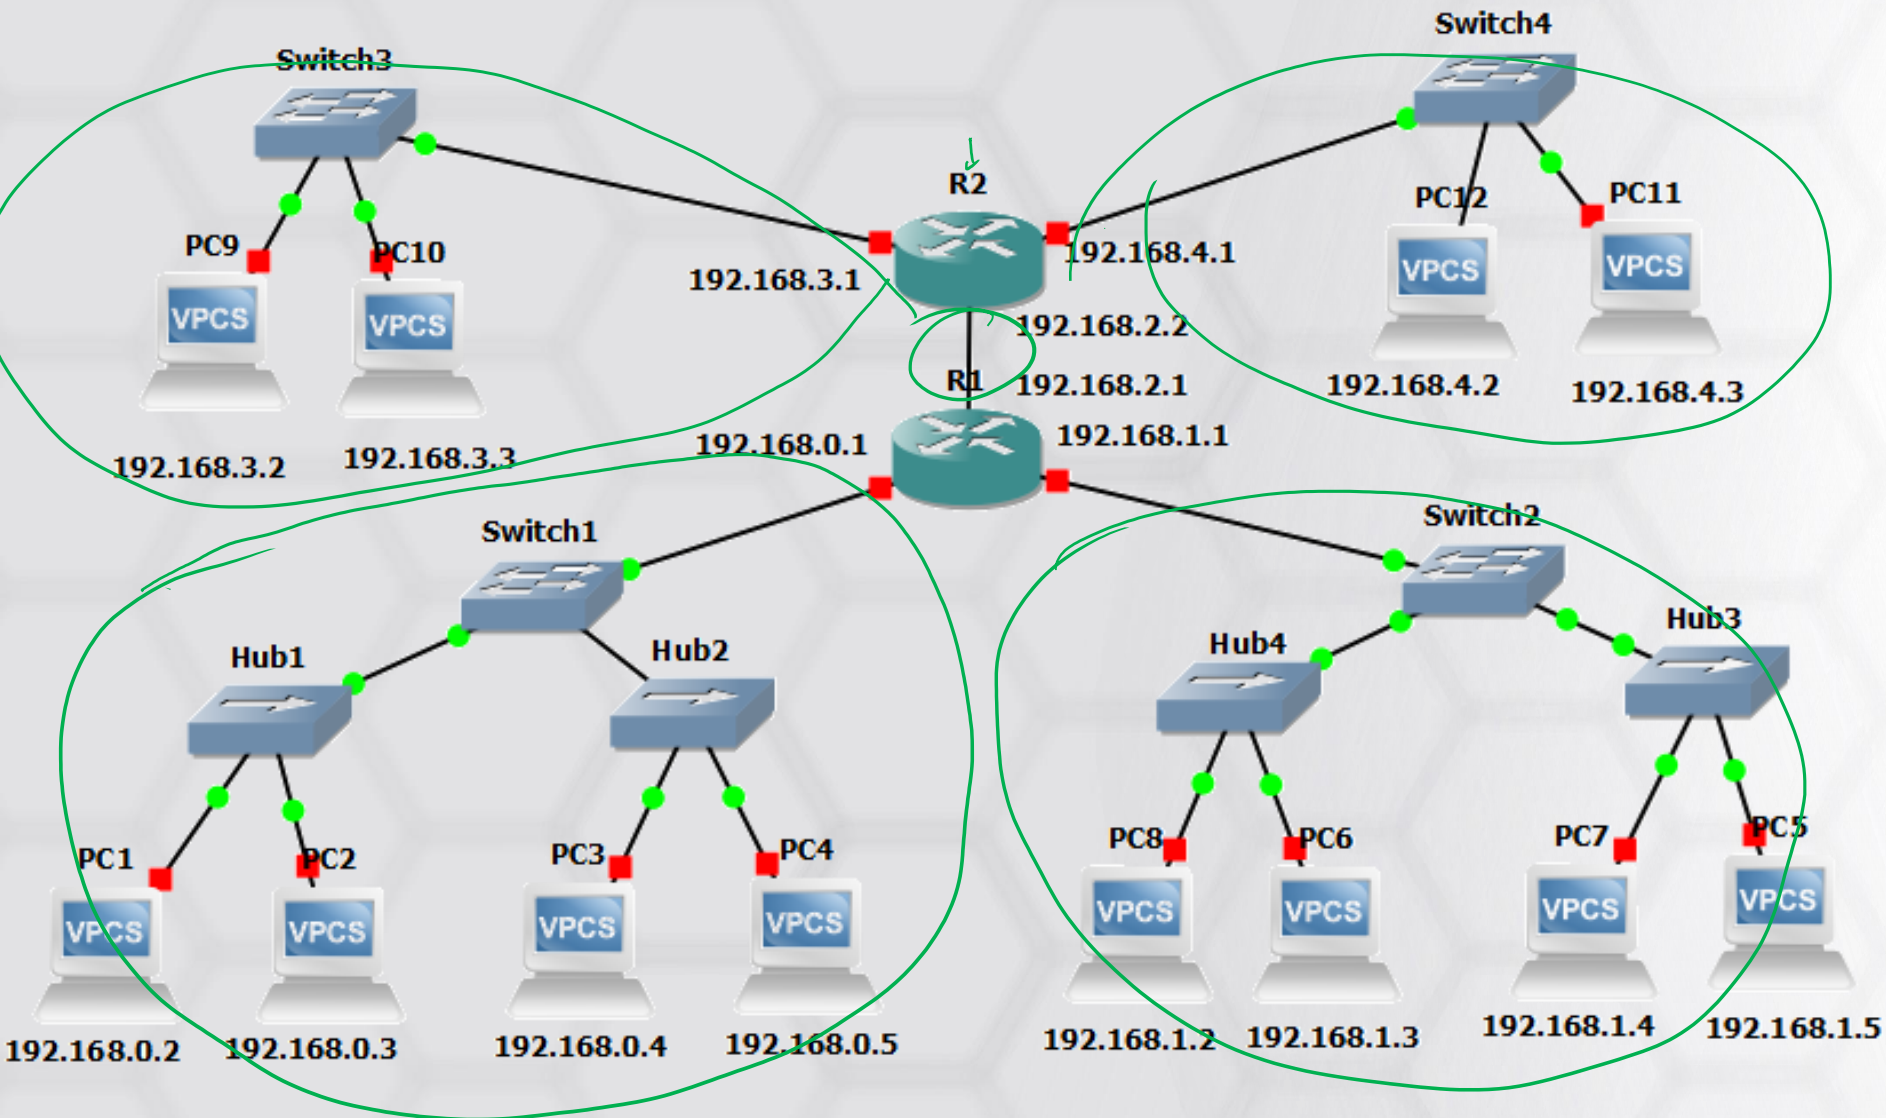 Switch3
Switch4
R2
PC12
PC11
PC9
PC10
192.168.4.1
192.168.3.1
VPCS
VPCS
VPCS
VPCS
192.168.2.2
R1
192.168.2.1
192.168.4.2
192.168.4.3
192.168.0.1
192.168.1.1
192.168.3.2
192.168.3.3
Switch1
Switch2
Hub1
Hub2
Hub4
Hub3
PC1
PC2
PC3
PC4
PC8
PC6
PC7
PC5
VPCS
VPCS
VPCS
VPCS
VPCS
VPCS
VPCS
VPCS
192.168.0.2
192.168.0.3
192.168.0.4
192.168.0.5
192.168.1.2
192.168.1.3
192.168.1.4
192.168.1.5